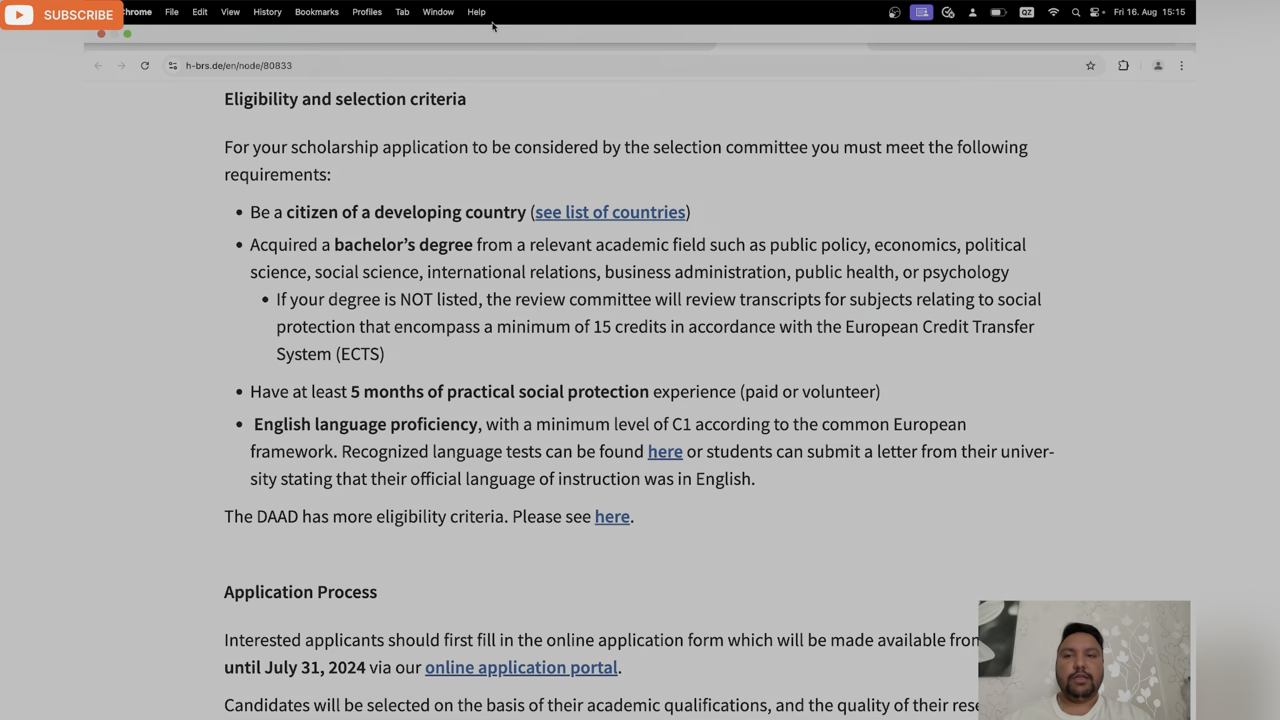 SUBSCRIBE
File Edit View History Bookmarks Profiles Tab Window Help QZ Fri 16. Aug 15:15
h-brs.de/en/node/80833
Eligibility and selection criteria
For your scholarship application to be considered by the selection committee you must meet the following
requirements:
• Be a citizen of a developing country (see list of countries)
• Acquired a bachelor’s degree from a relevant academic field such as public policy, economics, political
science, social science, international relations, business administration, public health, or psychology
• If your degree is NOT listed, the review committee will review transcripts for subjects relating to social
protection that encompass a minimum of 15 credits in accordance with the European Credit Transfer
System (ECTS)
• Have at least 5 months of practical social protection experience (paid or volunteer)
• English language proficiency, with a minimum level of C1 according to the common European
framework. Recognized language tests can be found here or students can submit a letter from their univer-
sity stating that their official language of instruction was in English.
The DAAD has more eligibility criteria. Please see here.
Application Process
Interested applicants should first fill in the online application form which will be made available
until July 31, 2024 via our online application portal.
Candidates will be selected on the basis of their academic qualifications, and the quality of their